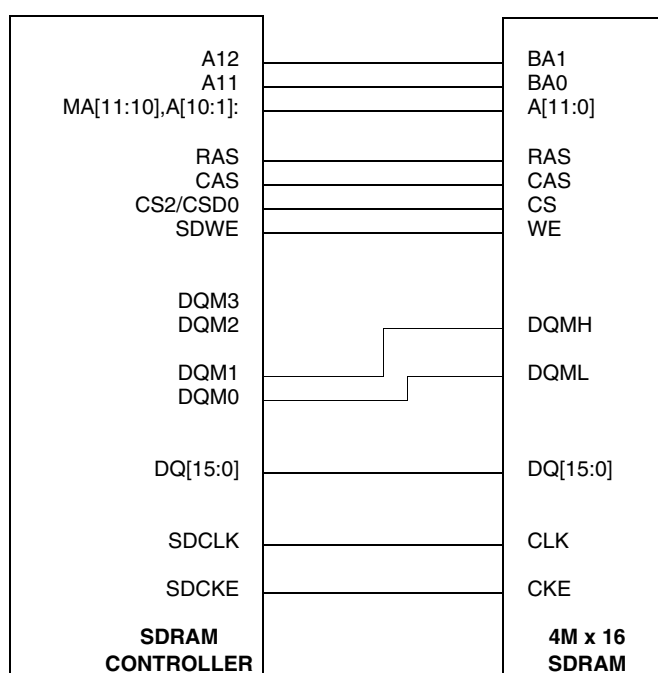 A12 BA1
A11 BA0
MA[11:10],A[10:1]: A[11:0]
RAS RAS
CAS CAS
CS2/CSD0 CS
SDWE WE
DQM3
DQM2 DQMH
DQM1 DQML
DQM0
DQ[15:0] DQ[15:0]
SDCLK CLK
SDCKE CKE
SDRAM 4M x 16
CONTROLLER SDRAM